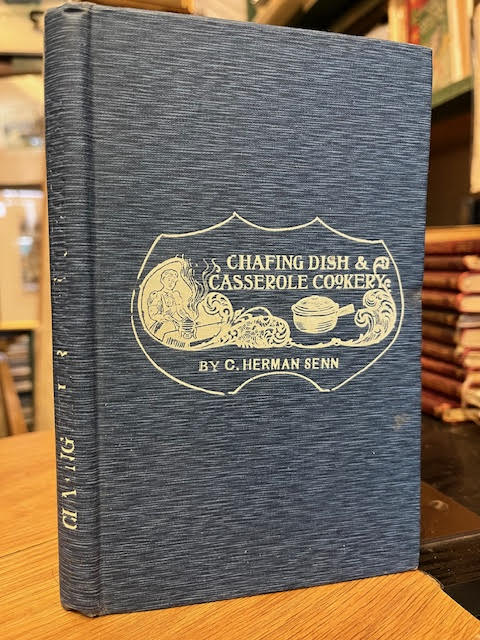 CHAFING DISH &
CASSEROLE COOKERY
BY C. HERMAN SENN